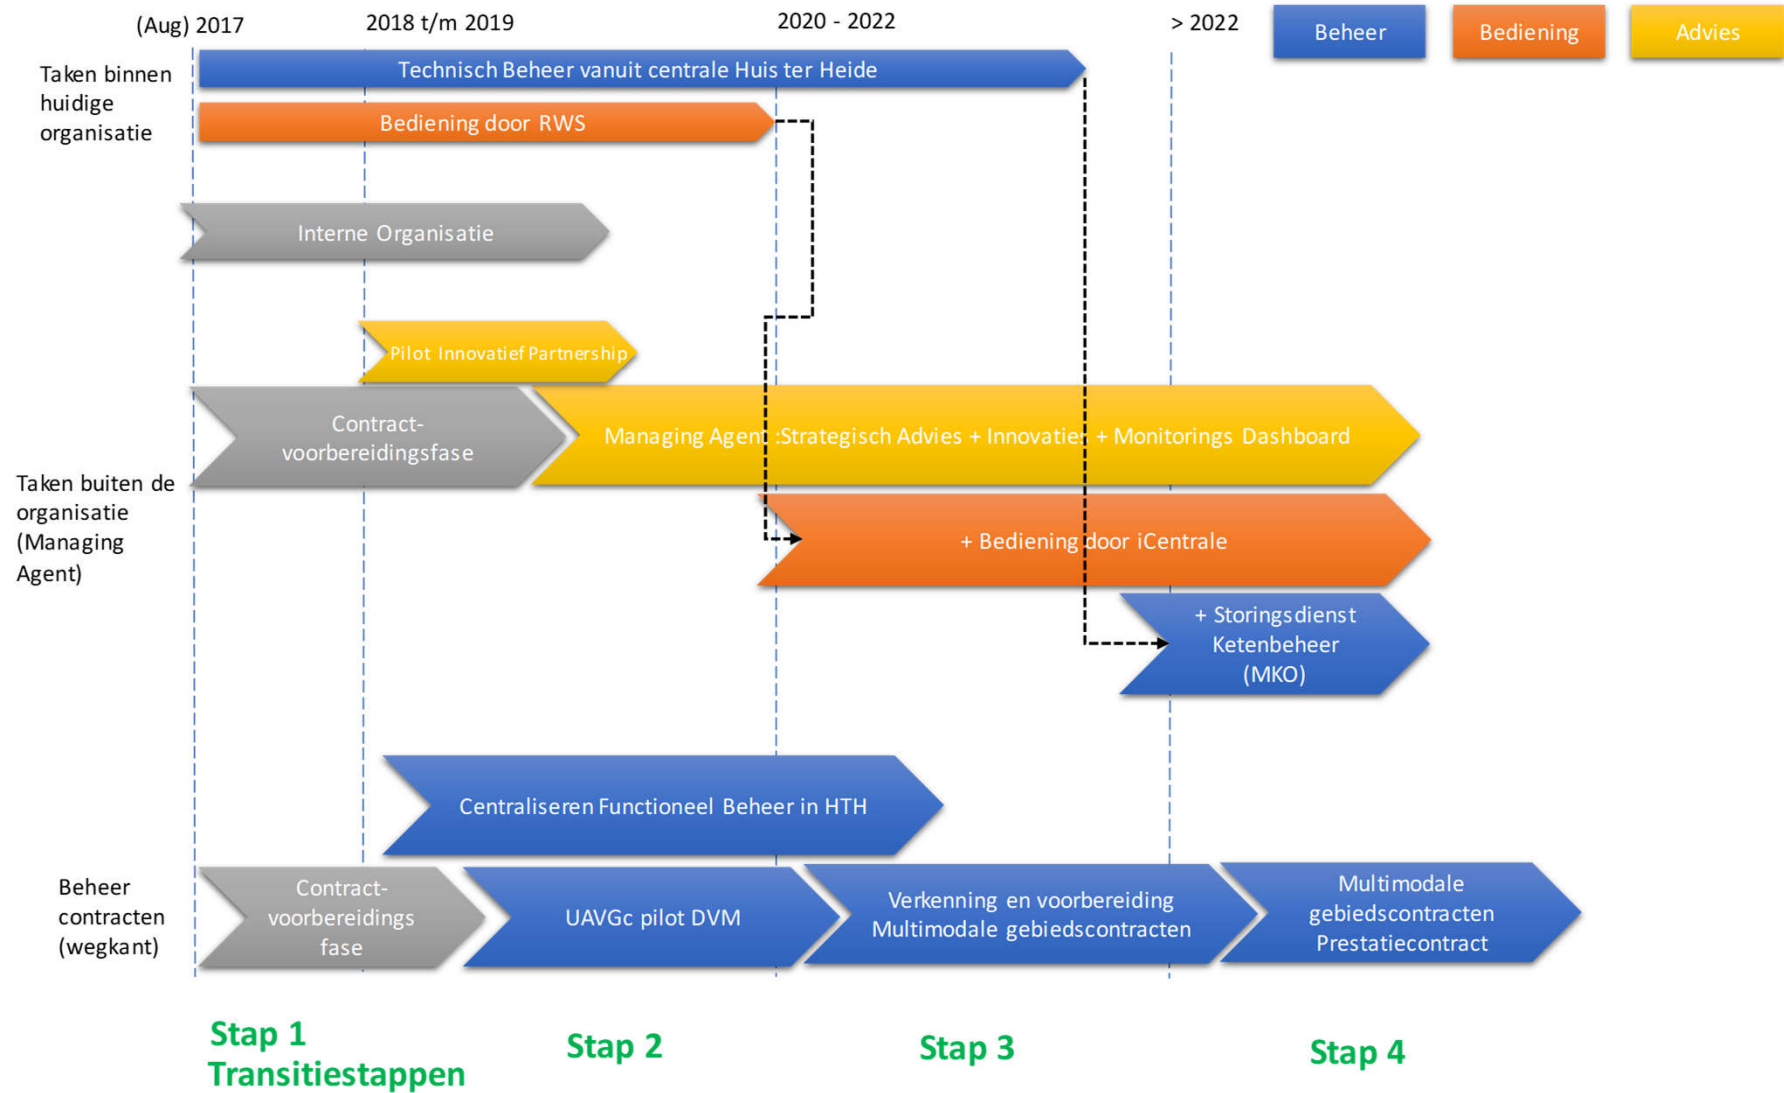 (Aug) 2017
2018 t/m 2019
2020 - 2022
> 2022
Beheer
Bediening
Advies
Taken binnen
huidige
organisatie
Technisch Beheer vanuit centrale Huis ter Heide
Bediening door RWS
Interne Organisatie
Pilot Innovatief Partnership
Taken buiten de
organisatie
(Managing
Agent)
Contract-
voorbereidingsfase
Managing Agent :Strategisch Advies + Innovaties + Monitorings Dashboard
+ Bediening door iCentrale
+ Storingsdienst
Ketenbeheer
(MKO)
Centraliseren Functioneel Beheer in HTH
Beheer
contracten
(wegkant)
Contract-
voorbereidings
fase
UAVGc pilot DVM
Verkenning en voorbereiding
Multimodale gebiedscontracten
Multimodale
gebiedscontracten
Prestatiecontract
Stap 1
Transitiestappen
Stap 2
Stap 3
Stap 4